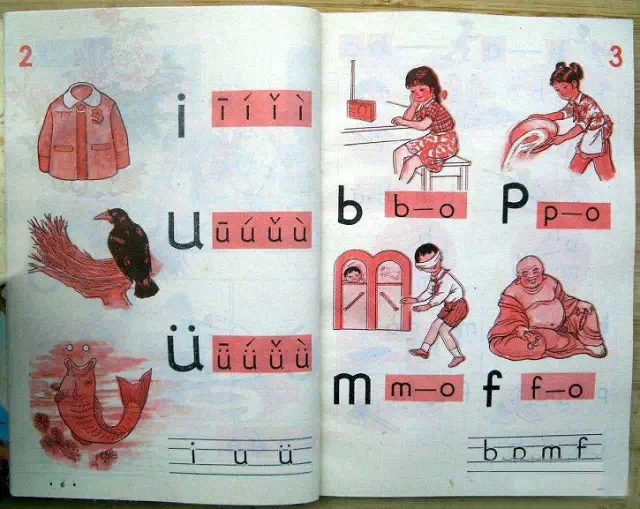 2
i
ī í ǐ ì
u
ū ú ǔ ù
ü
ǖ ǘ ǚ ǜ
i u ü
6
3
b
b—o
p
p—o
m
m—o
f
f—o
b p m f